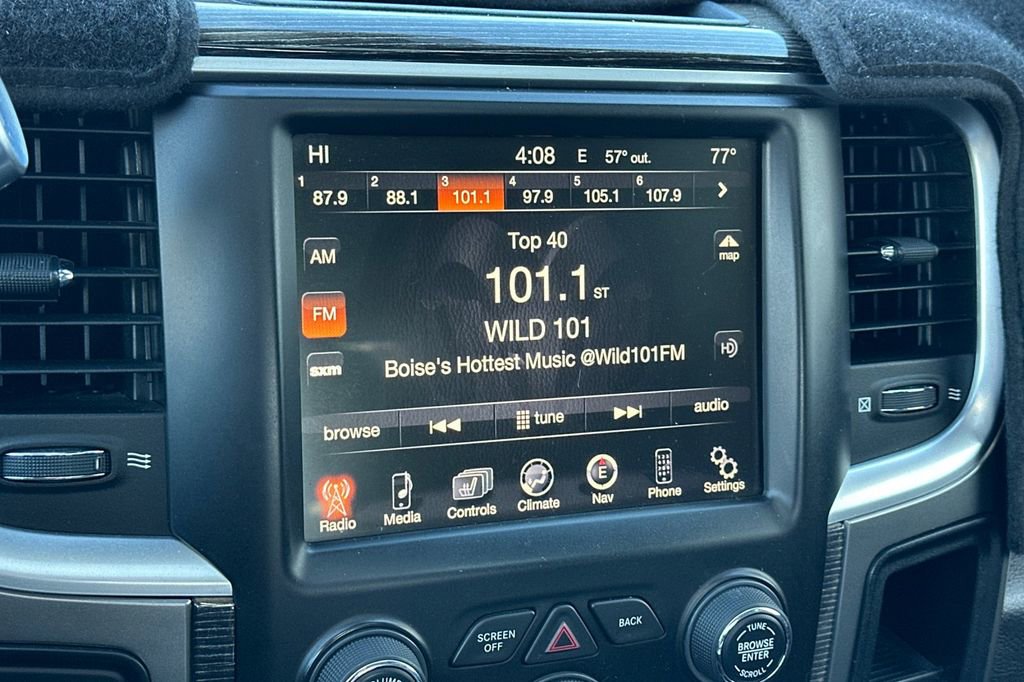 HI 4:08 E 57° out. 77°
1 87.9 2 88.1 3 101.1 4 97.9 5 105.1 6 107.9
AM
Top 40
map
101.1 ST
FM
WILD 101
HD
sxm
Boise's Hottest Music @Wild101FM
browse tune audio
Radio Media Controls Climate E Nav Phone Settings
SCREEN
OFF
BACK
TUNE
BROWSE
ENTER
SCROLL